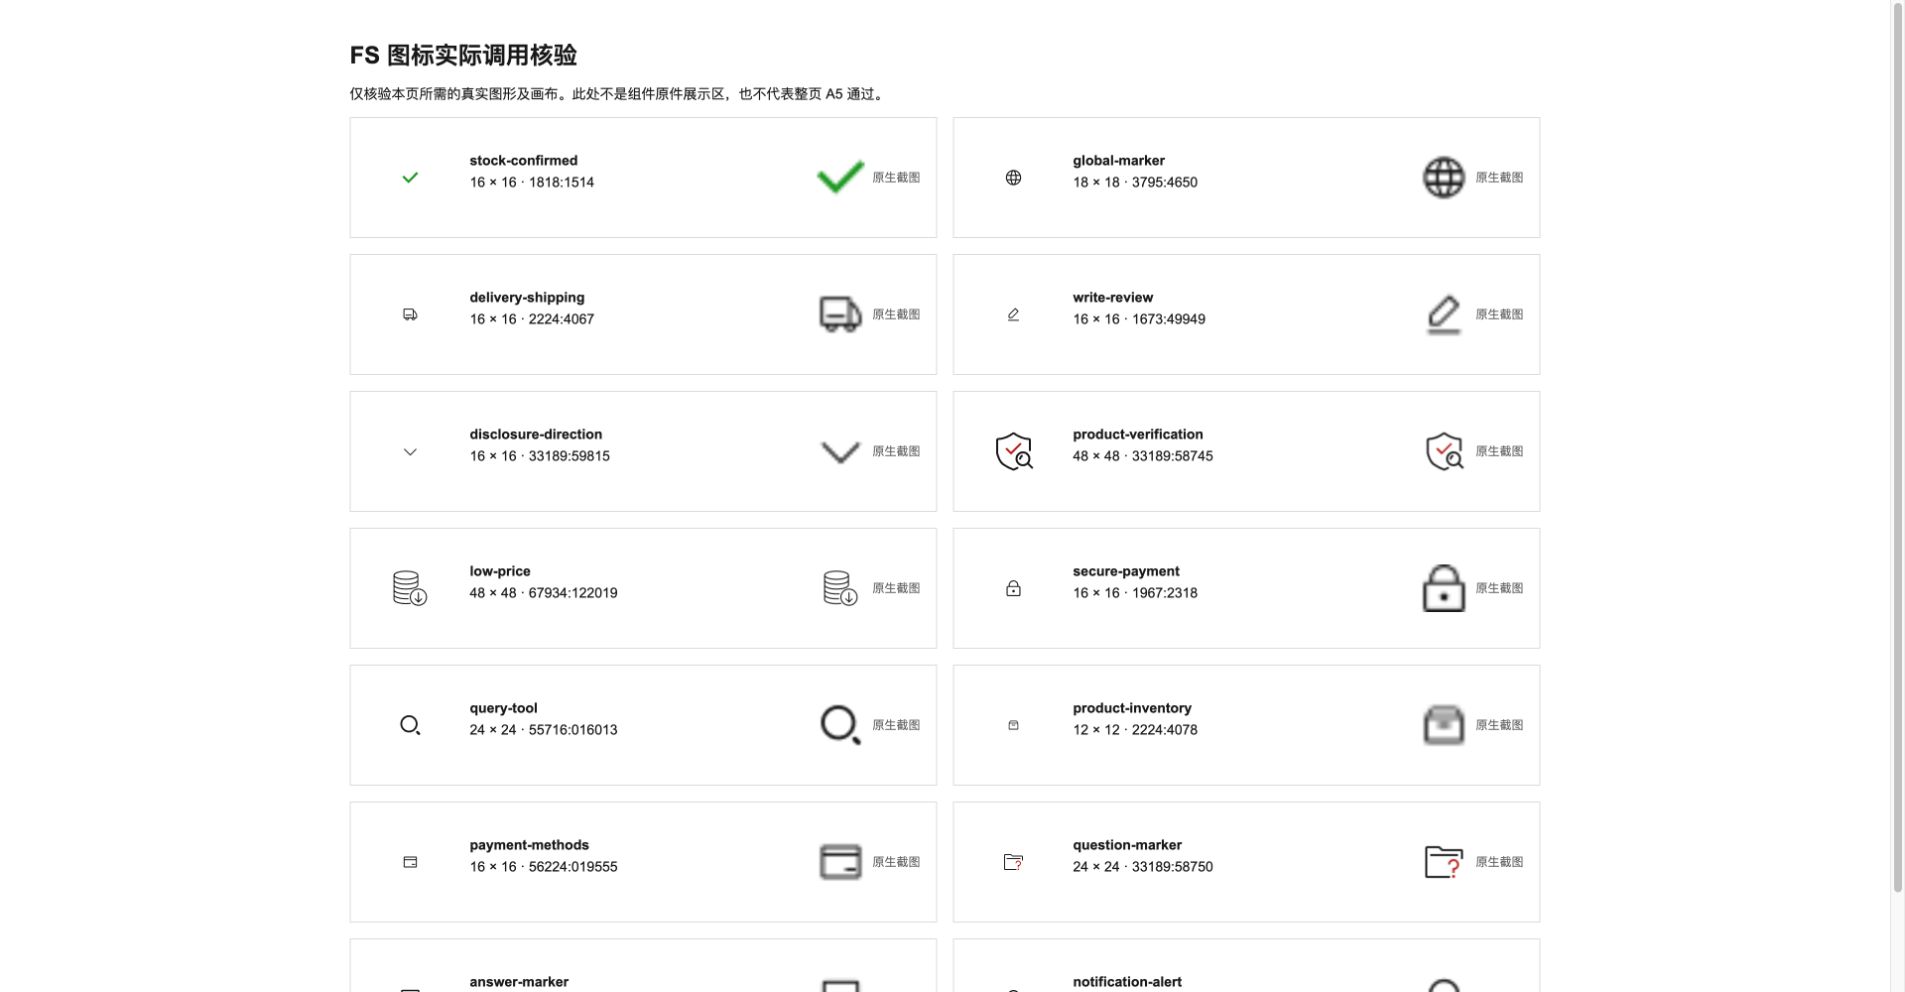 FS 图标实际调用核验
仅核验本页所需的真实图形及画布。此处不是组件原件展示区，也不代表整页 A5 通过。
stock-confirmed
16 × 16 · 1818:1514
原生截图
global-marker
18 × 18 · 3795:4650
原生截图
delivery-shipping
16 × 16 · 2224:4067
原生截图
write-review
16 × 16 · 1673:49949
原生截图
disclosure-direction
16 × 16 · 33189:59815
原生截图
product-verification
48 × 48 · 33189:58745
原生截图
low-price
48 × 48 · 67934:122019
原生截图
secure-payment
16 × 16 · 1967:2318
原生截图
query-tool
24 × 24 · 55716:016013
原生截图
product-inventory
12 × 12 · 2224:4078
原生截图
payment-methods
16 × 16 · 56224:019555
原生截图
question-marker
24 × 24 · 33189:58750
原生截图
answer-marker
notification-alert